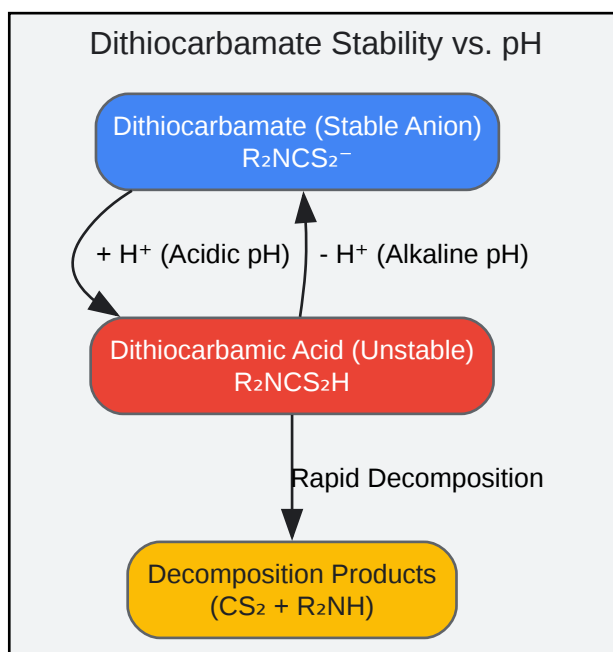 Dithiocarbamate Stability vs. pH
Dithiocarbamate (Stable Anion)
R₂NCS₂⁻
+ H⁺ (Acidic pH)
- H⁺ (Alkaline pH)
Dithiocarbamic Acid (Unstable)
R₂NCS₂H
Rapid Decomposition
Decomposition Products
(CS₂ + R₂NH)